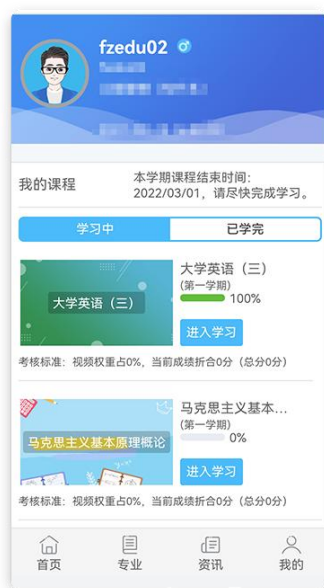 fzedu02
我的课程
本学期课程结束时间:
2022/03/01，请尽快完成学习。
学习中
已学完
大学英语（三）
大学英语（三）
(第一学期)
100%
进入学习
考核标准：视频权重占0%，当前成绩折合0分（总分0分）
马克思主义基本原理概论
马克思主义基本...
(第一学期)
0%
进入学习
考核标准：视频权重占0%，当前成绩折合0分（总分0分）
首页
专业
资讯
我的